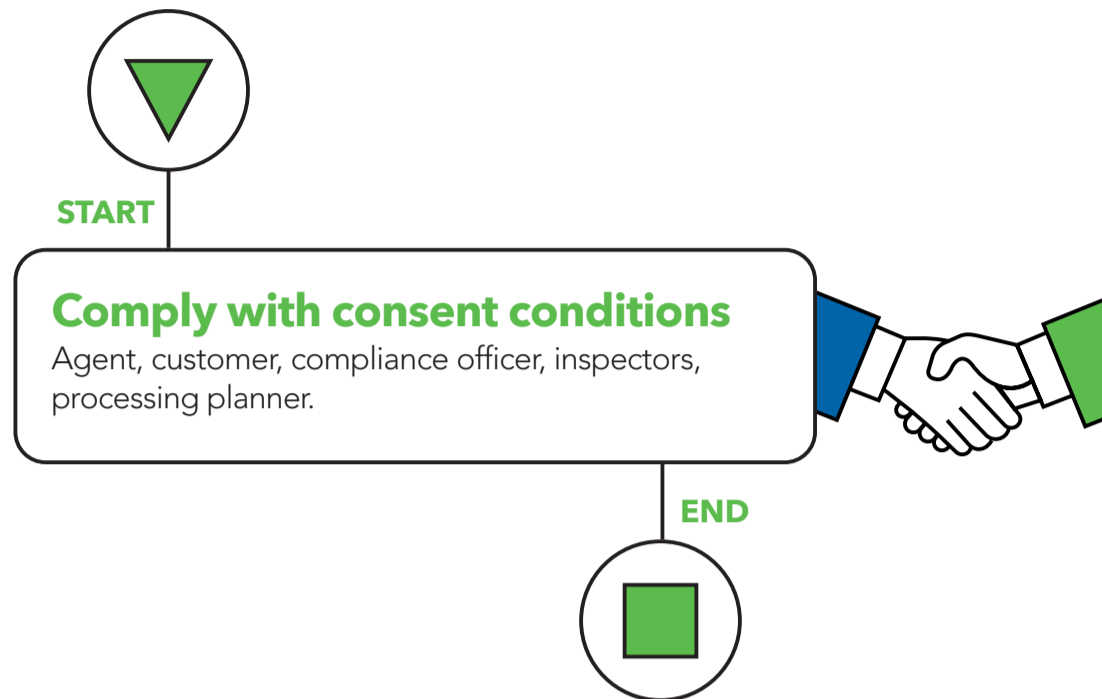 START
Comply with consent conditions
Agent, customer, compliance officer, inspectors,
processing planner.
END